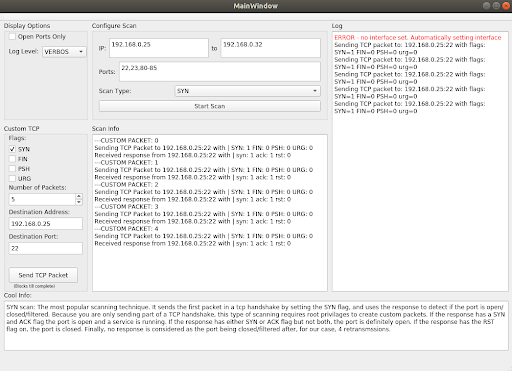 MainWindow
Display Options
Open Ports Only
Log Level: VERBOS
Configure Scan
IP: 192.168.0.25 to 192.168.0.32
Ports: 22,23,80-85
Scan Type: SYN
Start Scan
Log
ERROR - no interface set. Automatically setting interface
Sending TCP packet to: 192.168.0.25:22 with flags:
SYN=1 FIN=0 PSH=0 urg=0
Sending TCP packet to: 192.168.0.25:22 with flags:
SYN=1 FIN=0 PSH=0 urg=0
Sending TCP packet to: 192.168.0.25:22 with flags:
SYN=1 FIN=0 PSH=0 urg=0
Sending TCP packet to: 192.168.0.25:22 with flags:
SYN=1 FIN=0 PSH=0 urg=0
Sending TCP packet to: 192.168.0.25:22 with flags:
SYN=1 FIN=0 PSH=0 urg=0
Custom TCP
Flags:
SYN
FIN
PSH
URG
Number of Packets:
5
Destination Address:
192.168.0.25
Destination Port:
22
Send TCP Packet
(Blocks till complete)
Scan Info
---CUSTOM PACKET: 0
Sending TCP Packet to 192.168.0.25:22 with | SYN: 1 FIN: 0 PSH: 0 URG: 0
Received response from 192.168.0.25:22 with | syn: 1 ack: 1 rst: 0
---CUSTOM PACKET: 1
Sending TCP Packet to 192.168.0.25:22 with | SYN: 1 FIN: 0 PSH: 0 URG: 0
Received response from 192.168.0.25:22 with | syn: 1 ack: 1 rst: 0
---CUSTOM PACKET: 2
Sending TCP Packet to 192.168.0.25:22 with | SYN: 1 FIN: 0 PSH: 0 URG: 0
Received response from 192.168.0.25:22 with | syn: 1 ack: 1 rst: 0
---CUSTOM PACKET: 3
Sending TCP Packet to 192.168.0.25:22 with | SYN: 1 FIN: 0 PSH: 0 URG: 0
Received response from 192.168.0.25:22 with | syn: 1 ack: 1 rst: 0
---CUSTOM PACKET: 4
Sending TCP Packet to 192.168.0.25:22 with | SYN: 1 FIN: 0 PSH: 0 URG: 0
Received response from 192.168.0.25:22 with | syn: 1 ack: 1 rst: 0
Cool Info:
SYN scan: The most popular scanning technique. It sends the first packet in a tcp handshake by setting the SYN flag, and uses the response to detect if the port is open/
closed/filtered. Because you are only sending part of a TCP handshake, this type of scanning requires root privilages to create custom packets. If the response has a SYN
and ACK flag the port is open and a service is running. If the response has either SYN or ACK flag but not both, the port is definitely open. If the response has the RST
flag on, the port is closed. Finally, no response is considered as the port being closed/filtered after, for our case, 4 retransmssions.